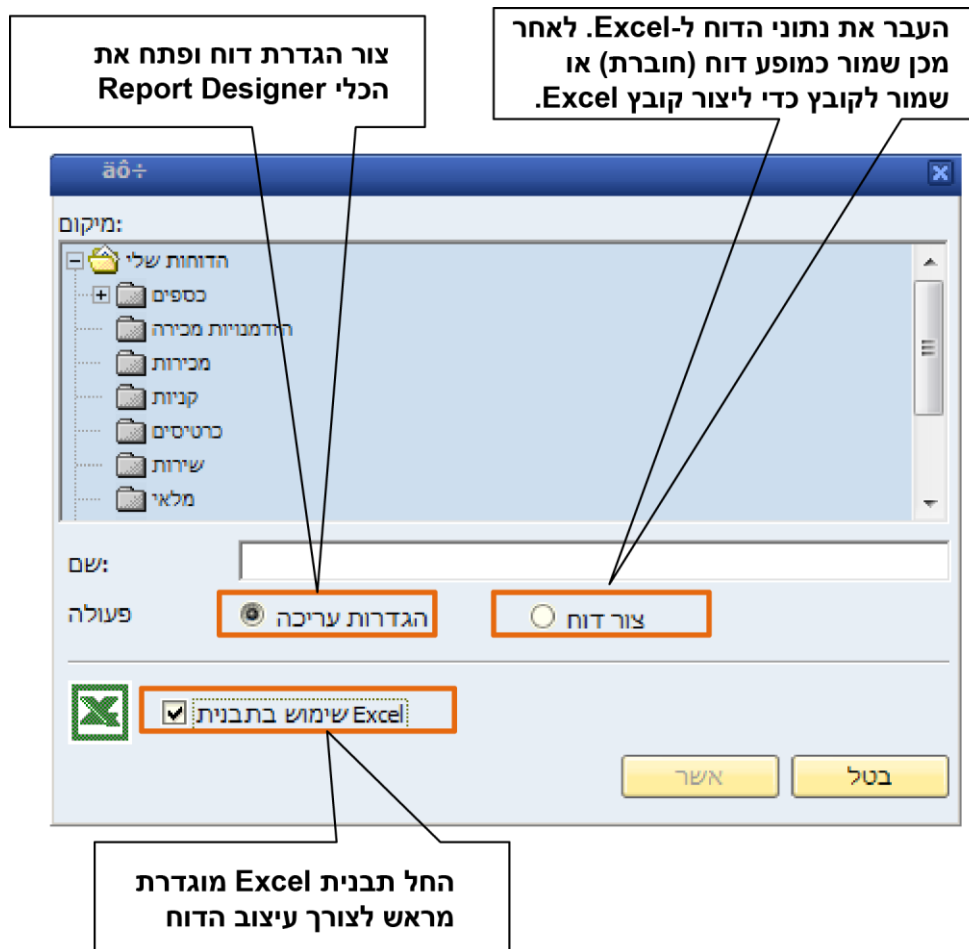 צור הגדרת דוח ופתח את
הכלי Report Designer
העבר את נתוני הדוח ל-Excel. לאחר
מכן שמור כמופע דוח (חוברת) או
שמור לקובץ כדי ליצור קובץ Excel.
äô÷
מיקום:
הדוחות שלי
כספים
הזדמנויות מכירה
מכירות
קניות
כרטיסים
שירות
מלאי
שם:
פעולה
הגדרות עריכה
צור דוח
Excel שימוש בתבנית
אשר
בטל
החל תבנית Excel מוגדרת
מראש לצורך עיצוב הדוח